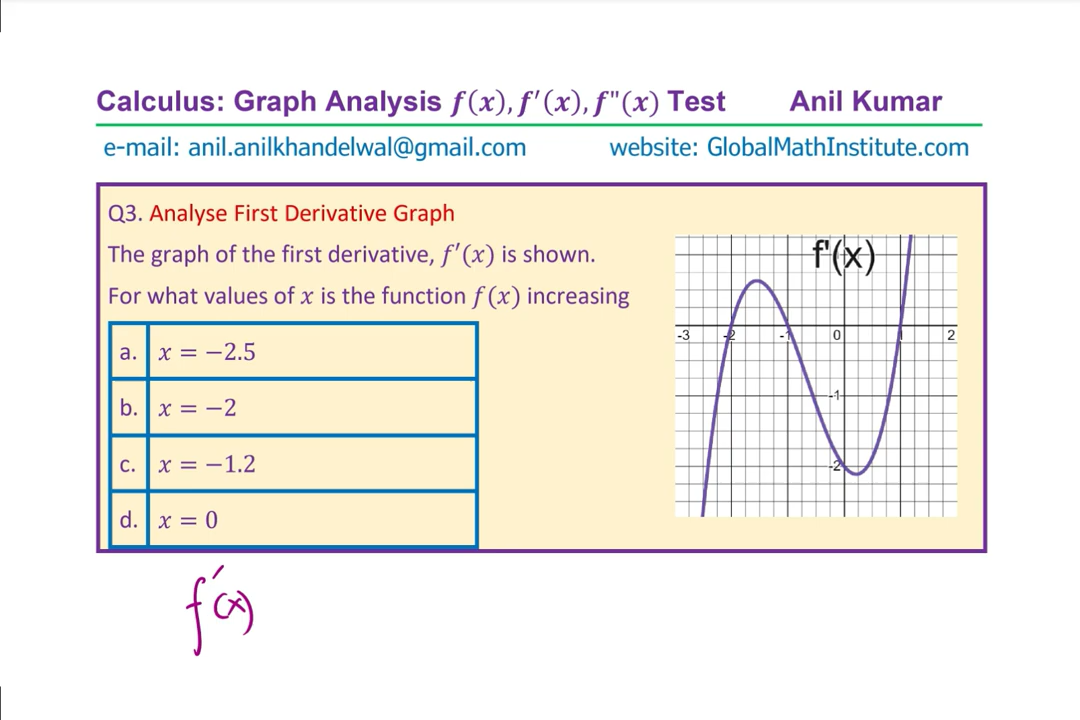 Calculus: Graph Analysis f(x), f'(x), f"(x) Test Anil Kumar
e-mail: anil.anilkhandelwal@gmail.com website: GlobalMathInstitute.com
Q3. Analyse First Derivative Graph
The graph of the first derivative, f'(x) is shown.
For what values of x is the function f(x) increasing
a. x = −2.5
b. x = −2
c. x = −1.2
d. x = 0
f'(x)
-3 -2 -1 0 1 2
-1
-2
f'(x)